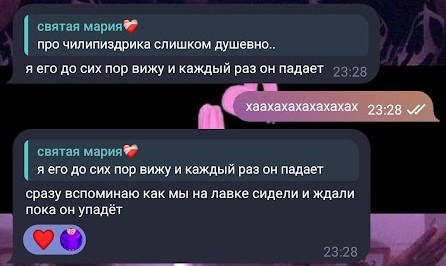 святая мария❤️‍🩹
про чилипиздрика слишком душевно..
я его до сих пор вижу и каждый раз он падает 23:28
хаахахахахахахах 23:28
святая мария❤️‍🩹
я его до сих пор вижу и каждый раз он падает
сразу вспоминаю как мы на лавке сидели и ждали
пока он упадёт
23:28